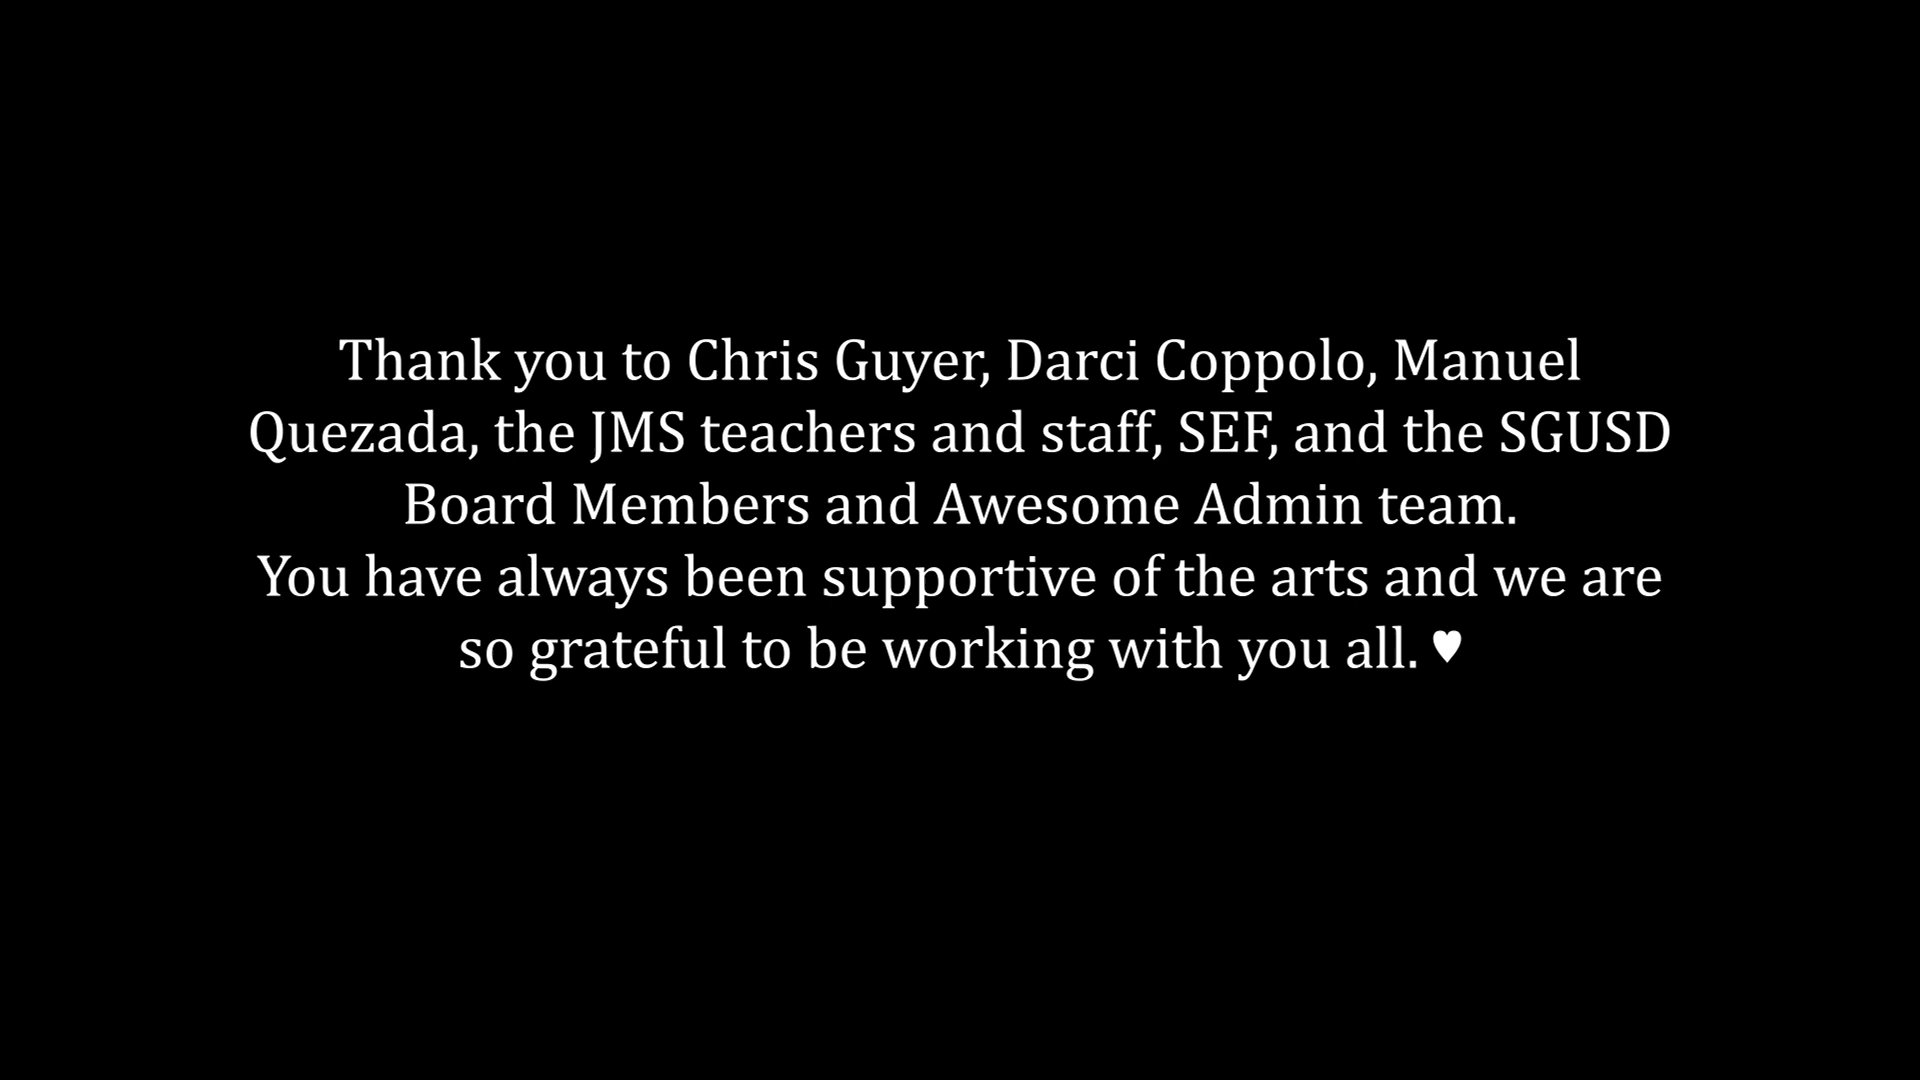 Thank you to Chris Guyer, Darci Coppolo, Manuel
Quezada, the JMS teachers and staff, SEF, and the SGUSD
Board Members and Awesome Admin team.
You have always been supportive of the arts and we are
so grateful to be working with you all. ♥